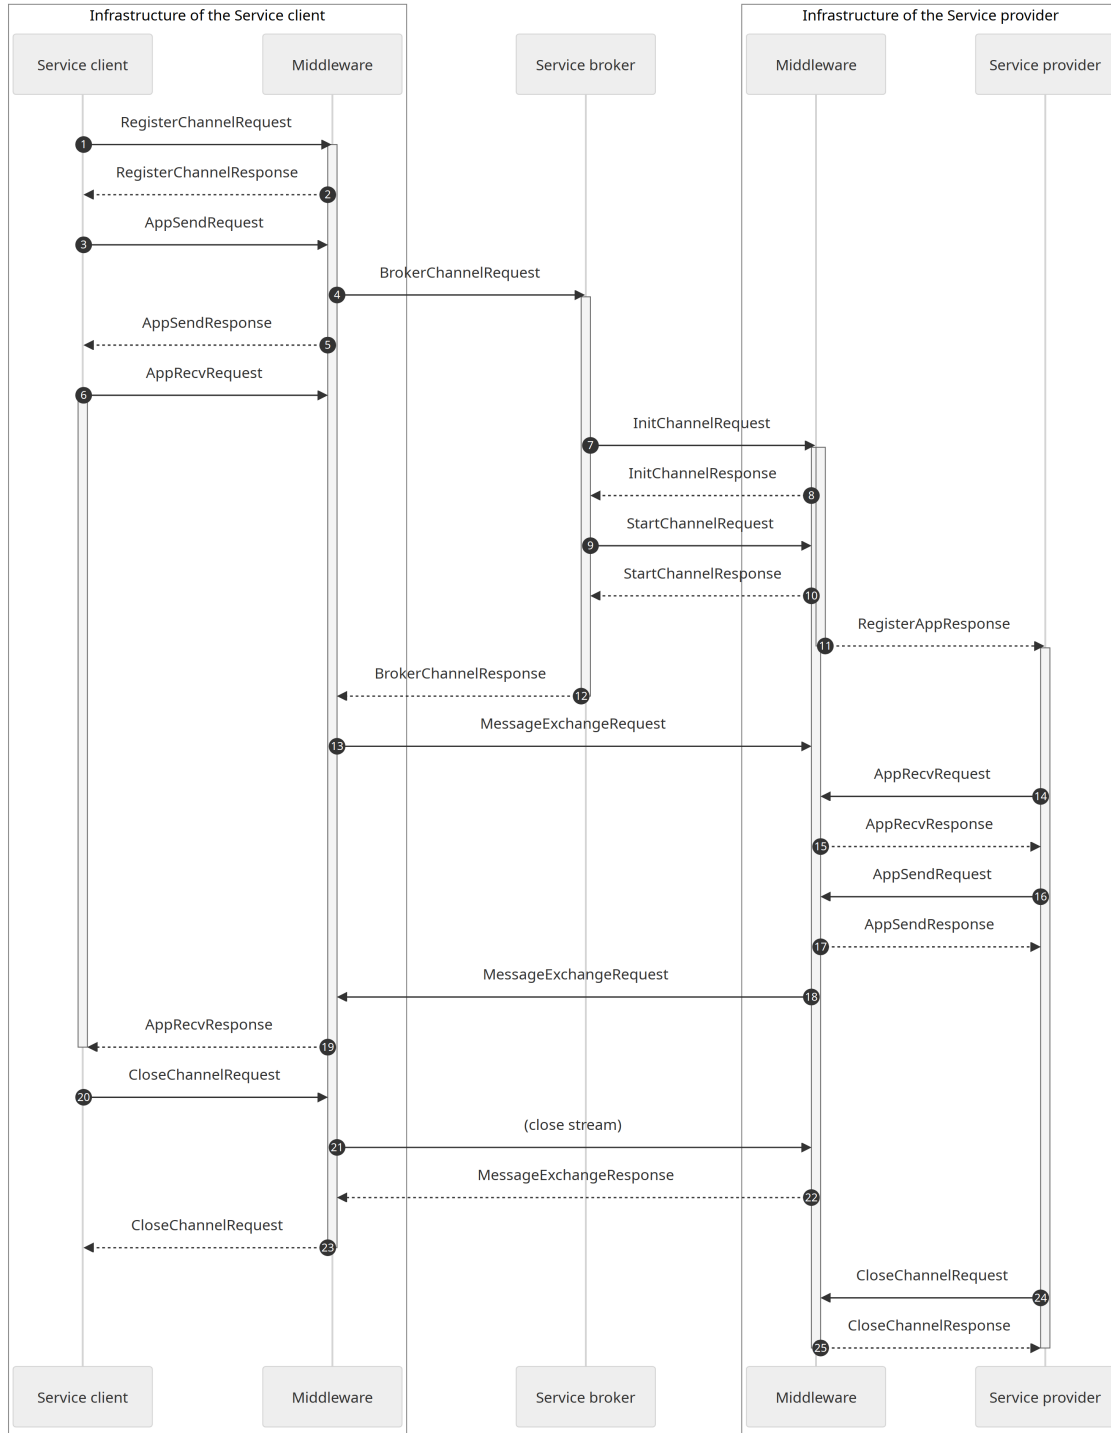 Infrastructure of the Service client
Infrastructure of the Service provider
Service client
Middleware
Service broker
Middleware
Service provider
RegisterChannelRequest
1
RegisterChannelResponse
2
AppSendRequest
3
BrokerChannelRequest
4
AppSendResponse
5
AppRecvRequest
6
InitChannelRequest
7
InitChannelResponse
8
StartChannelRequest
9
StartChannelResponse
10
RegisterAppResponse
11
BrokerChannelResponse
12
MessageExchangeRequest
13
AppRecvRequest
14
AppRecvResponse
15
AppSendRequest
16
AppSendResponse
17
MessageExchangeRequest
18
AppRecvResponse
19
CloseChannelRequest
20
(close stream)
21
MessageExchangeResponse
22
CloseChannelRequest
23
CloseChannelRequest
24
CloseChannelResponse
25
Service client
Middleware
Service broker
Middleware
Service provider